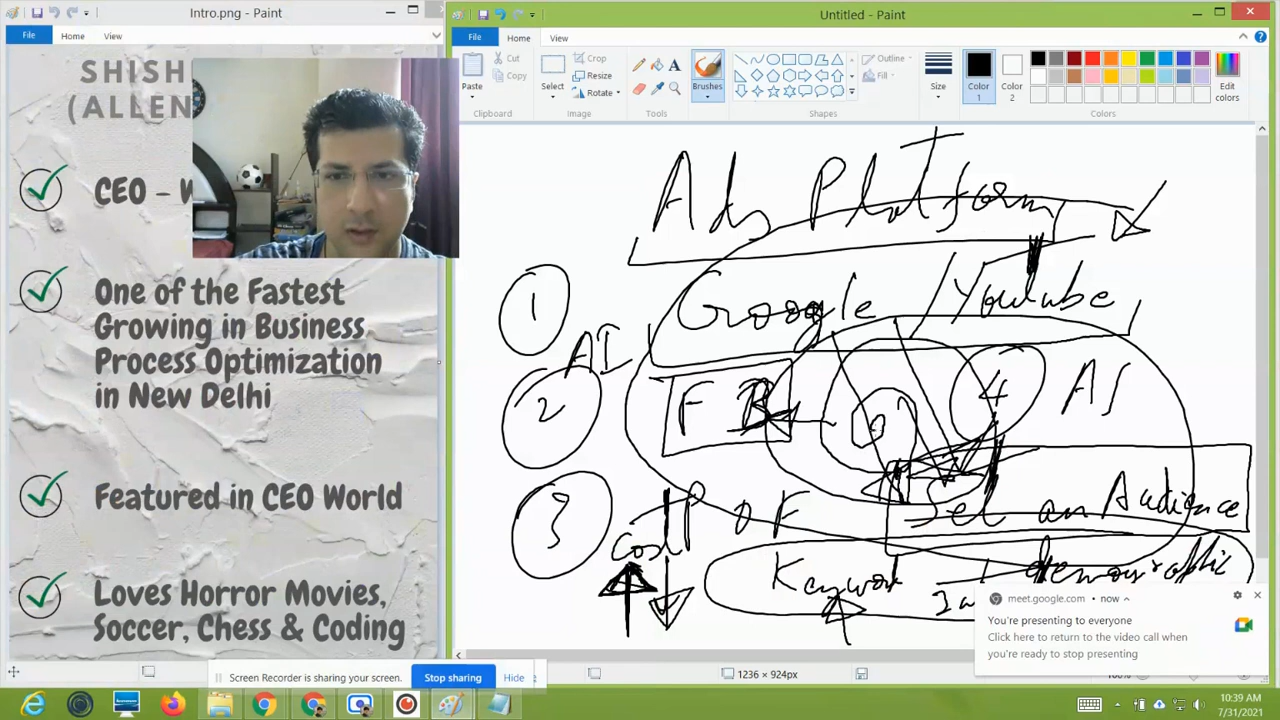 Intro.png - Paint
File
Home
View
SHISH
(ALLEN
CEO - W
One of the Fastest
Growing in Business
Process Optimization
in New Delhi
Featured in CEO World
Loves Horror Movies,
Soccer, Chess & Coding
Untitled - Paint
File
Home
View
Paste
Cut
Copy
Clipboard
Select
Crop
Resize
Rotate
Image
Tools
Brushes
Shapes
Outline
Fill
Size
Color
1
Color
2
Edit
colors
Colors
Ads Platform
1
Google / Youtube
AI
2
FB
4
AI
3
Set an Audience
cost
demographic
meet.google.com • now
You're presenting to everyone
Click here to return to the video call when
you're ready to stop presenting
Screen Recorder is sharing your screen.
Stop sharing
Hide
1236 × 924px
10:39 AM
7/31/2021